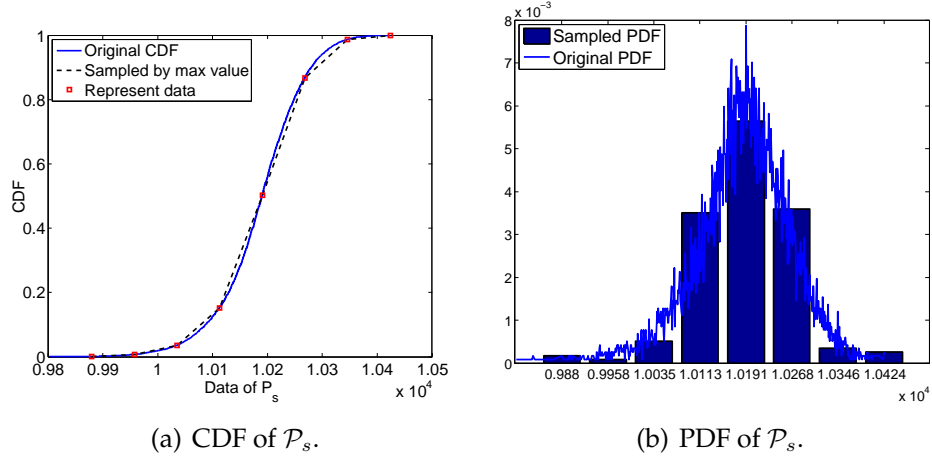 1
0.8
0.6
0.4
0.2
0
CDF
Original CDF
Sampled by max value
Represent data
0.98 0.99 1 1.01 1.02 1.03 1.04 1.05
Data of P_s
x 10^4
(a) CDF of P_s.
x 10^-3
8
7
6
5
4
3
2
1
0
Sampled PDF
Original PDF
0.988 0.9958 1.0035 1.0113 1.0191 1.0268 1.0346 1.0424
x 10^4
(b) PDF of P_s.